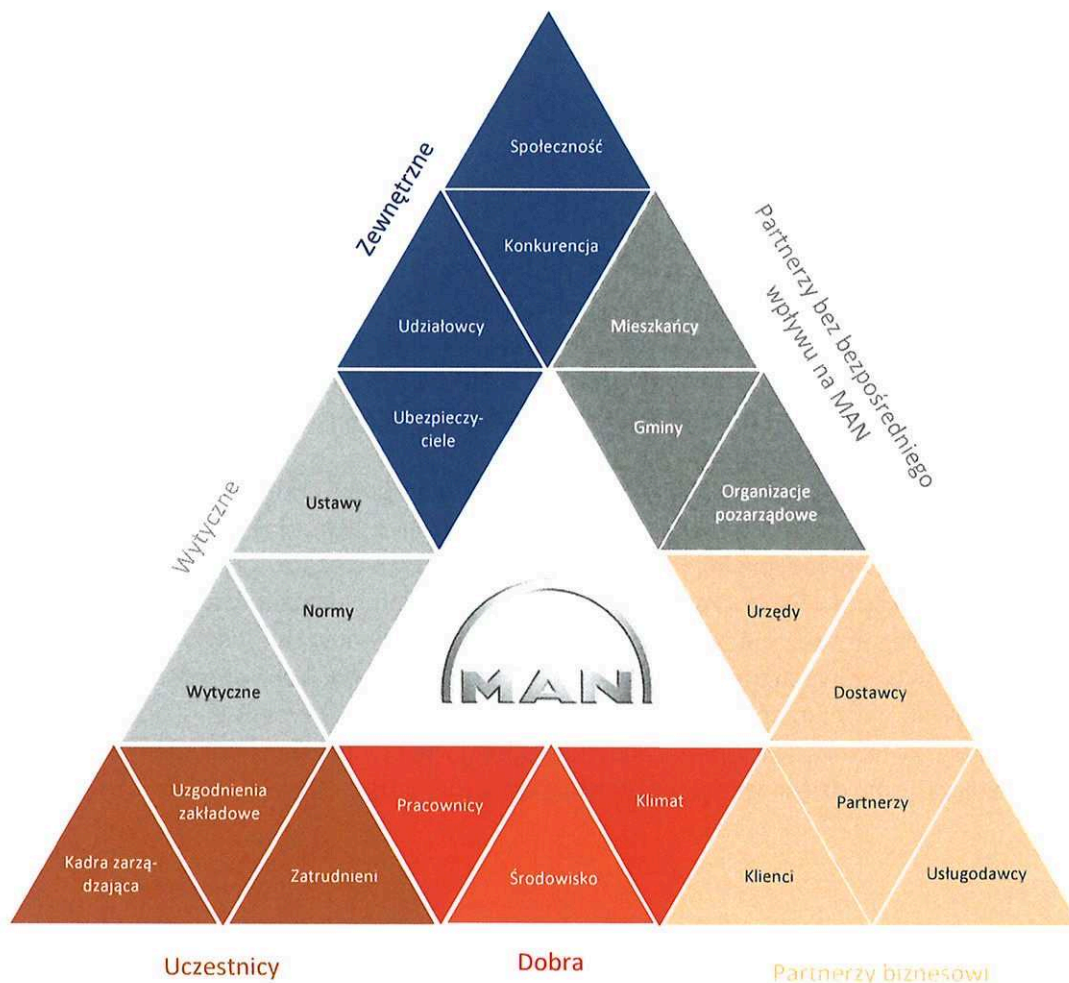 Społeczność
Zewnętrzne
Konkurencja
Udziałowcy
Mieszkańcy
Partnerzy bez bezpośredniego
wpływu na MAN
Ubezpieczy-
ciele
Gminy
Organizacje
pozarządowe
Ustawy
Wytyczne
Normy
Urzędy
Wytyczne
MAN
Dostawcy
Uzgodnienia
zakładowe
Pracownicy
Klimat
Partnerzy
Kadra zarzą-
dzająca
Zatrudnieni
Środowisko
Klienci
Usługodawcy
Uczestnicy
Dobra
Partnerzy biznesowi